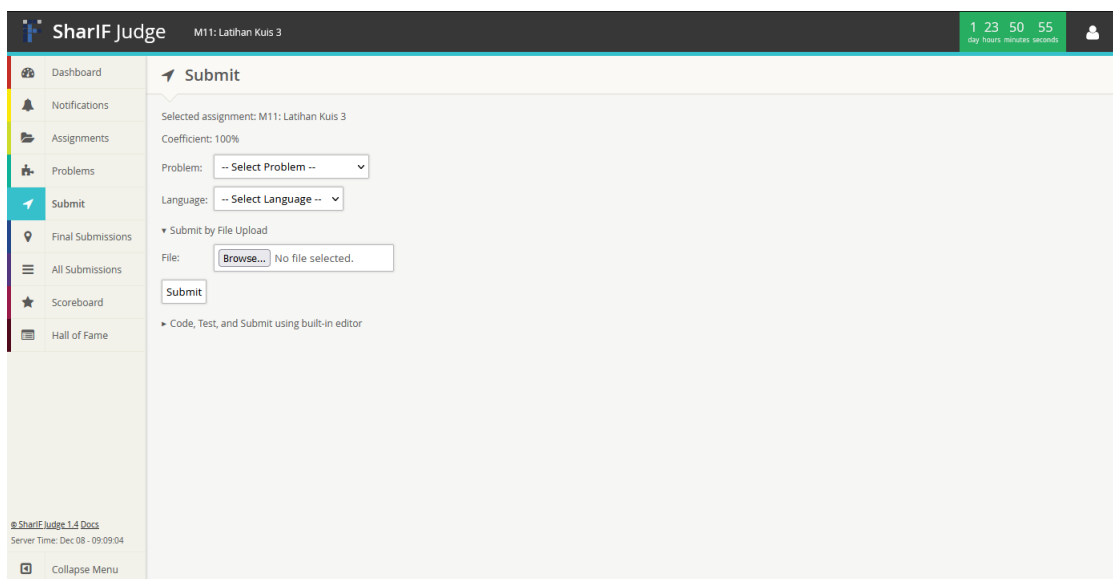 SharIF Judge M11: Latihan Kuis 3
1 23 50 55
day hours minutes seconds
Dashboard
Notifications
Assignments
Problems
Submit
Final Submissions
All Submissions
Scoreboard
Hall of Fame
© SharIF Judge 1.4 Docs
Server Time: Dec 08 - 09:09:04
Collapse Menu
Submit
Selected assignment: M11: Latihan Kuis 3
Coefficient: 100%
Problem: -- Select Problem --
Language: -- Select Language --
▾ Submit by File Upload
File: Browse... No file selected.
Submit
▸ Code, Test, and Submit using built-in editor